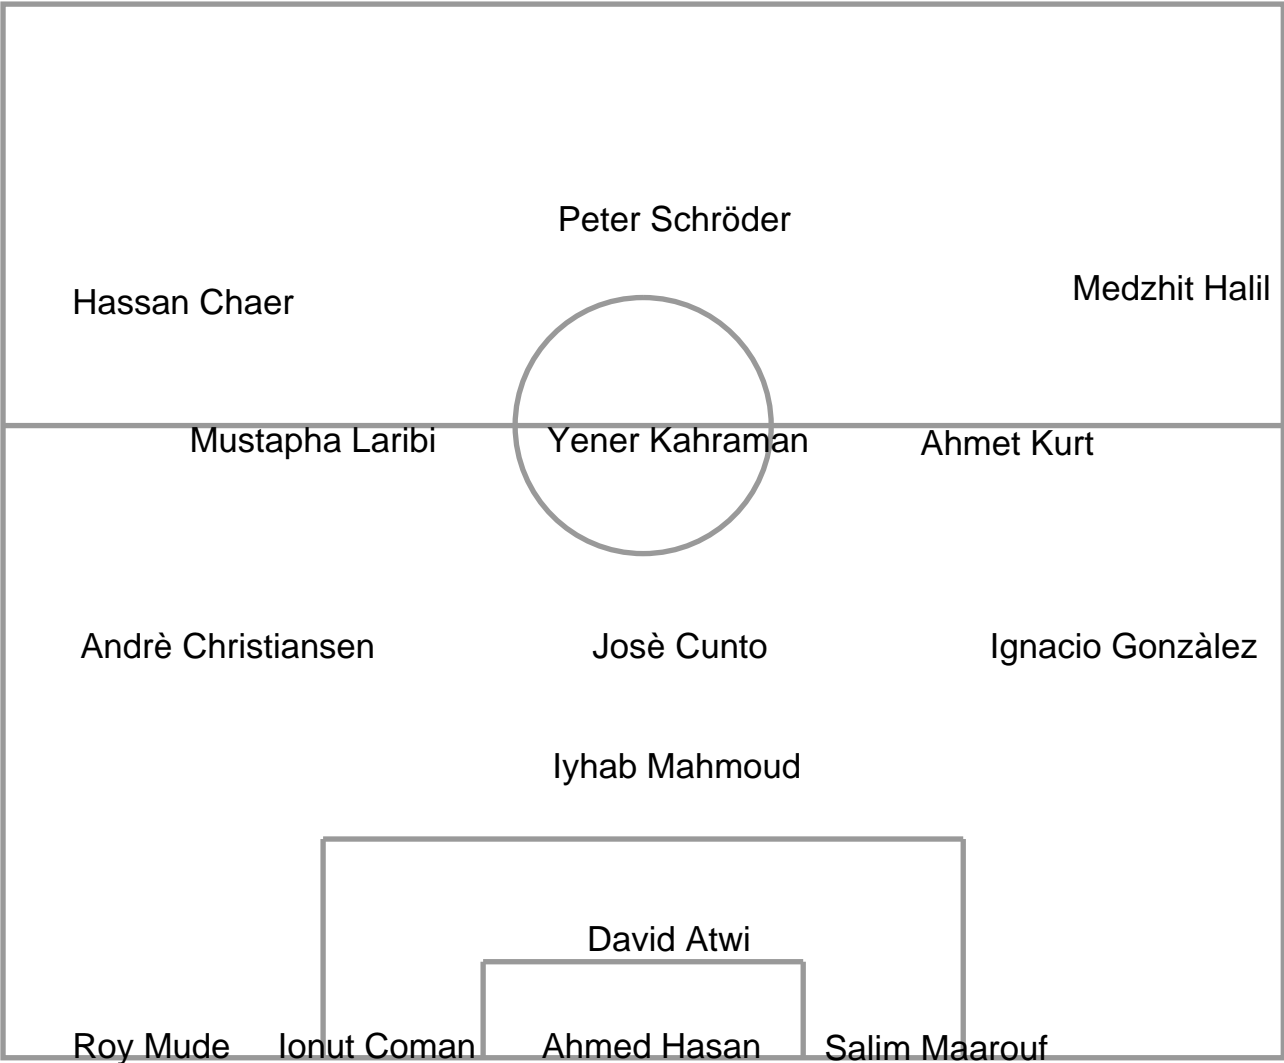 Peter Schröder
Hassan Chaer
Medzhit Halil
Mustapha Laribi
Yener Kahraman
Ahmet Kurt
Andrè Christiansen
Josè Cunto
Ignacio Gonzàlez
Iyhab Mahmoud
David Atwi
Roy Mude
Ionut Coman
Ahmed Hasan
Salim Maarouf